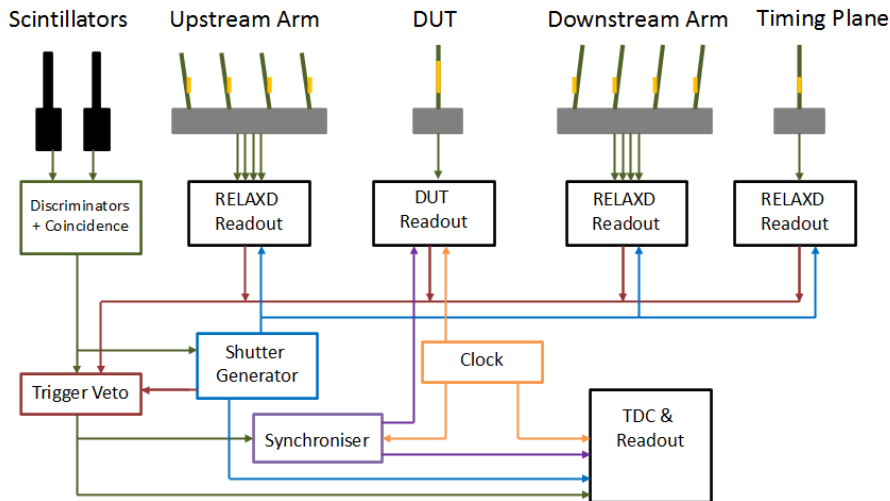 Scintillators
Upstream Arm
DUT
Downstream Arm
Timing Plane
Discriminators
+ Coincidence
RELAXD
Readout
DUT
Readout
RELAXD
Readout
RELAXD
Readout
Shutter
Generator
Clock
Trigger Veto
Synchroniser
TDC &
Readout